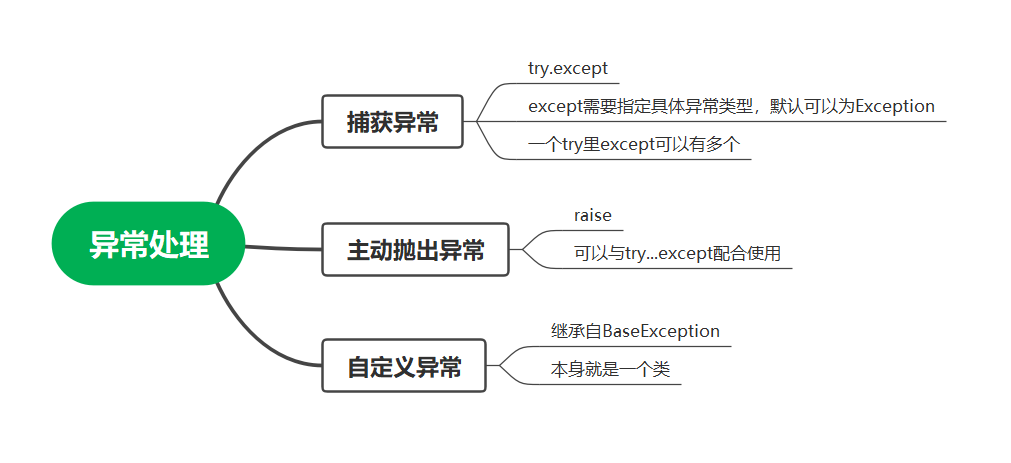 异常处理
捕获异常
try.except
except需要指定具体异常类型，默认可以为Exception
一个try里except可以有多个
主动抛出异常
raise
可以与try...except配合使用
自定义异常
继承自BaseException
本身就是一个类